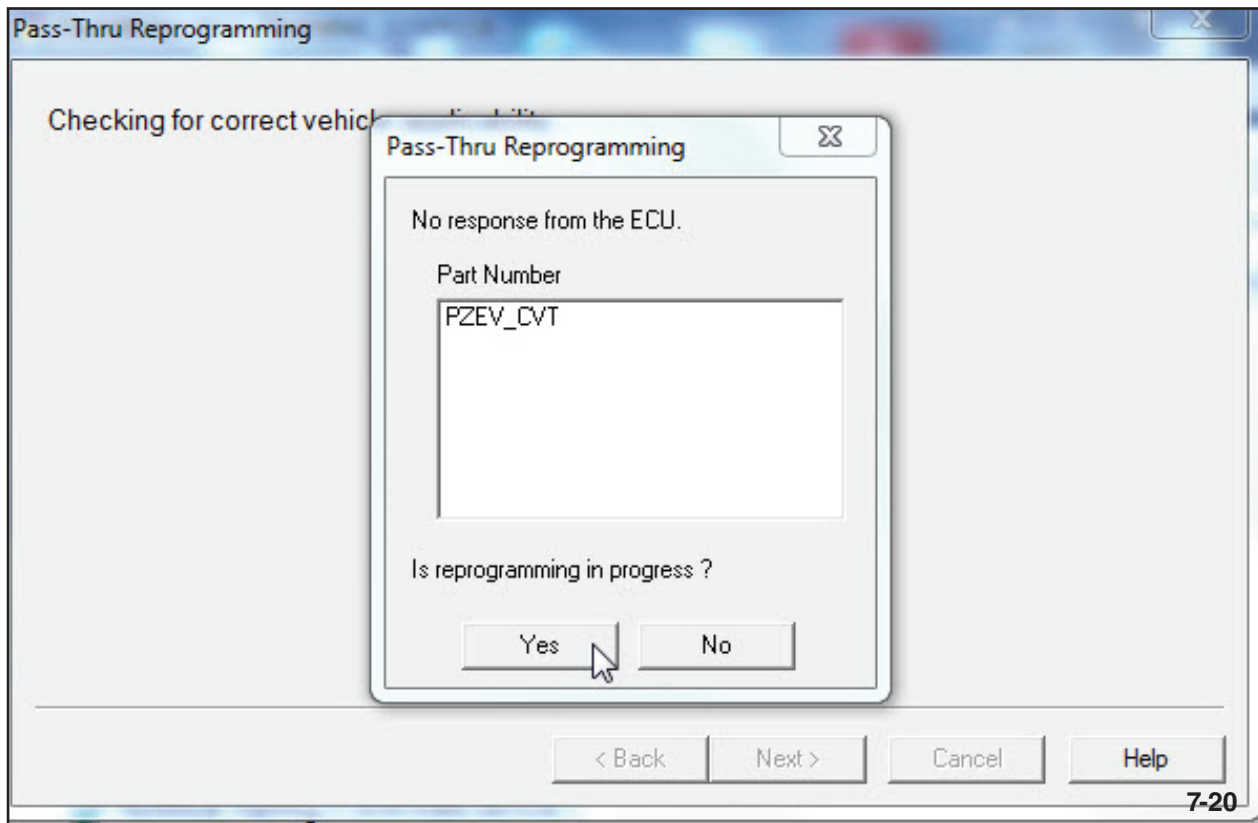 Pass-Thru Reprogramming
Checking for correct vehicle
Pass-Thru Reprogramming
No response from the ECU.
Part Number
PZEV_CVT
Is reprogramming in progress ?
Yes No
< Back Next > Cancel Help
7-20